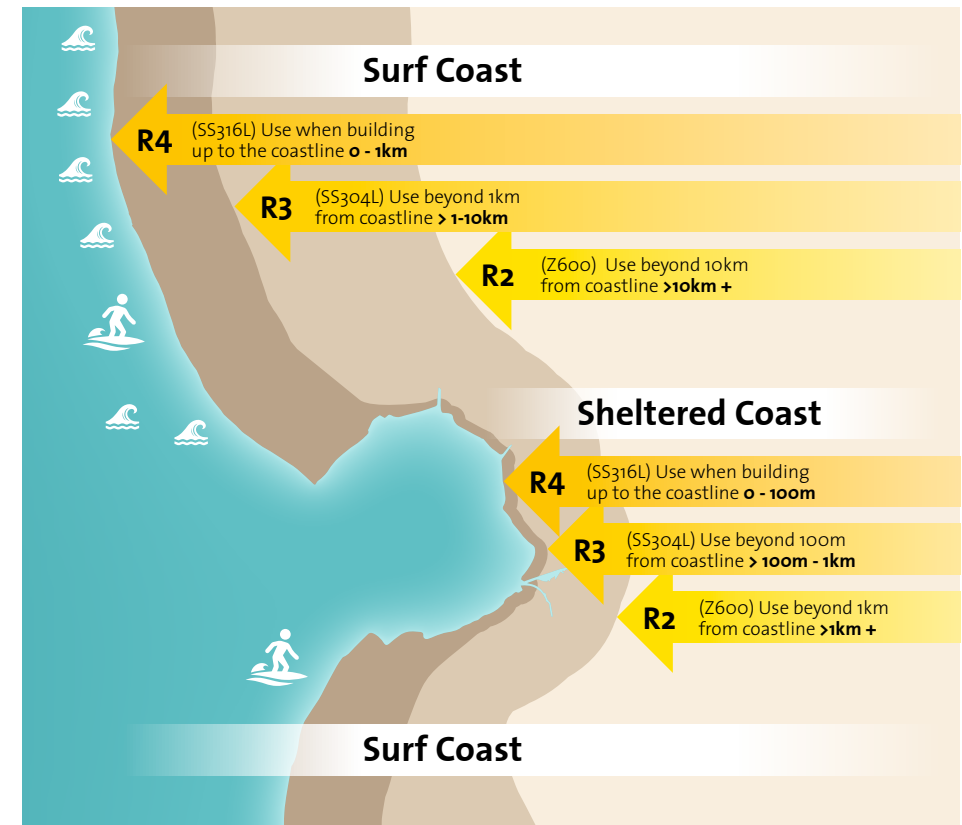 Surf Coast
R4
(SS316L) Use when building
up to the coastline 0 - 1km
R3
(SS304L) Use beyond 1km
from coastline > 1-10km
R2
(Z600) Use beyond 10km
from coastline >10km +
Sheltered Coast
R4
(SS316L) Use when building
up to the coastline 0 - 100m
R3
(SS304L) Use beyond 100m
from coastline > 100m - 1km
R2
(Z600) Use beyond 1km
from coastline >1km +
Surf Coast